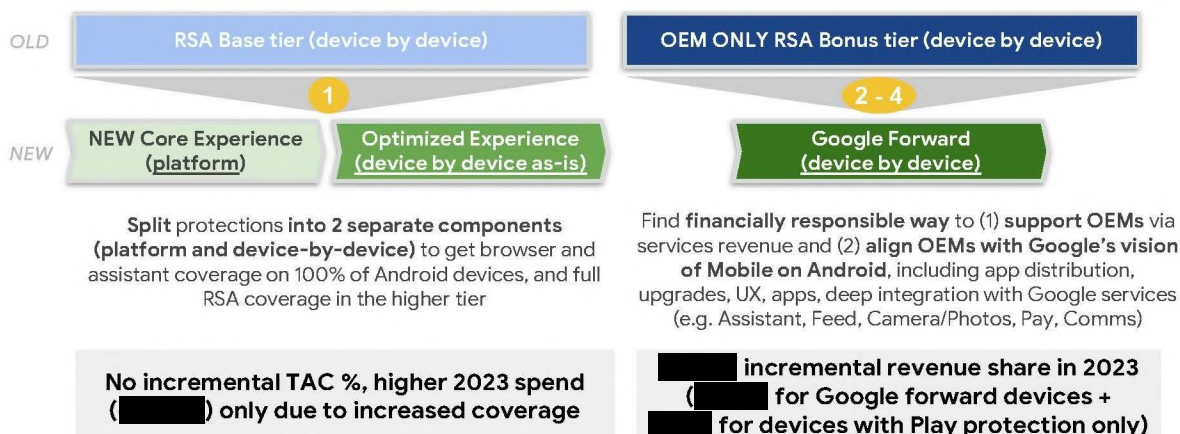 OLD
RSA Base tier (device by device)
OEM ONLY RSA Bonus tier (device by device)
1
2 - 4
NEW
NEW Core Experience
(platform)
Optimized Experience
(device by device as-is)
Google Forward
(device by device)
Split protections into 2 separate components
(platform and device-by-device) to get browser and
assistant coverage on 100% of Android devices, and full
RSA coverage in the higher tier
Find financially responsible way to (1) support OEMs via
services revenue and (2) align OEMs with Google's vision
of Mobile on Android, including app distribution,
upgrades, UX, apps, deep integration with Google services
(e.g. Assistant, Feed, Camera/Photos, Pay, Comms)
No incremental TAC %, higher 2023 spend
( ) only due to increased coverage
incremental revenue share in 2023
( for Google forward devices +
for devices with Play protection only)